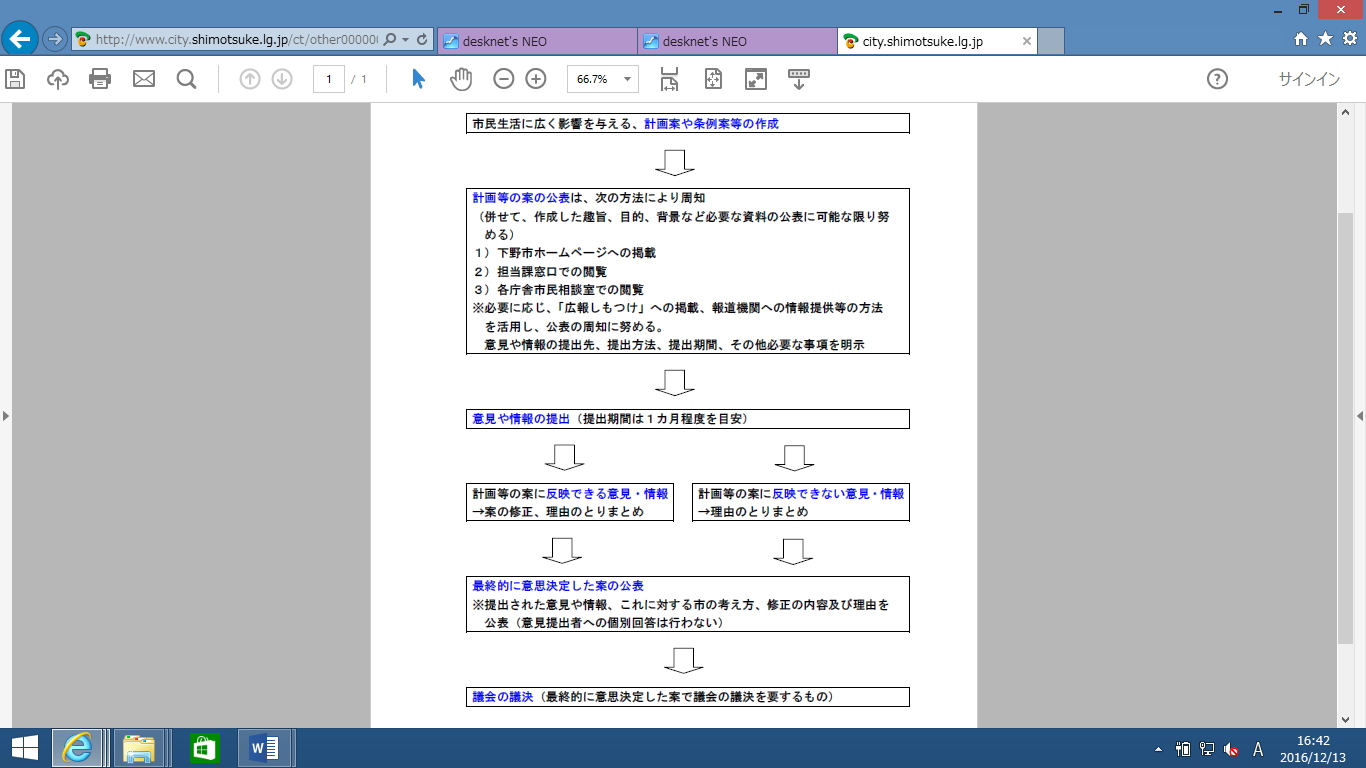 http://www.city.shimotsuke.lg.jp/ct/other00000
desknet's NEO
desknet's NEO
city.shimotsuke.lg.jp
1 / 1
66.7%
サインイン
市民生活に広く影響を与える、計画案や条例案等の作成
計画等の案の公表は、次の方法により周知
（併せて、作成した趣旨、目的、背景など必要な資料の公表に可能な限り努
める）
１）下野市ホームページへの掲載
２）担当課窓口での閲覧
３）各庁舎市民相談室での閲覧
※必要に応じ、「広報しもつけ」への掲載、報道機関への情報提供等の方法
を活用し、公表の周知に努める。
意見や情報の提出先、提出方法、提出期間、その他必要な事項を明示
意見や情報の提出（提出期間は１カ月程度を目安）
計画等の案に反映できる意見・情報
→案の修正、理由のとりまとめ
計画等の案に反映できない意見・情報
→理由のとりまとめ
最終的に意思決定した案の公表
※提出された意見や情報、これに対する市の考え方、修正の内容及び理由を
公表（意見提出者への個別回答は行わない）
議会の議決（最終的に意思決定した案で議会の議決を要するもの）
A
16:42
2016/12/13